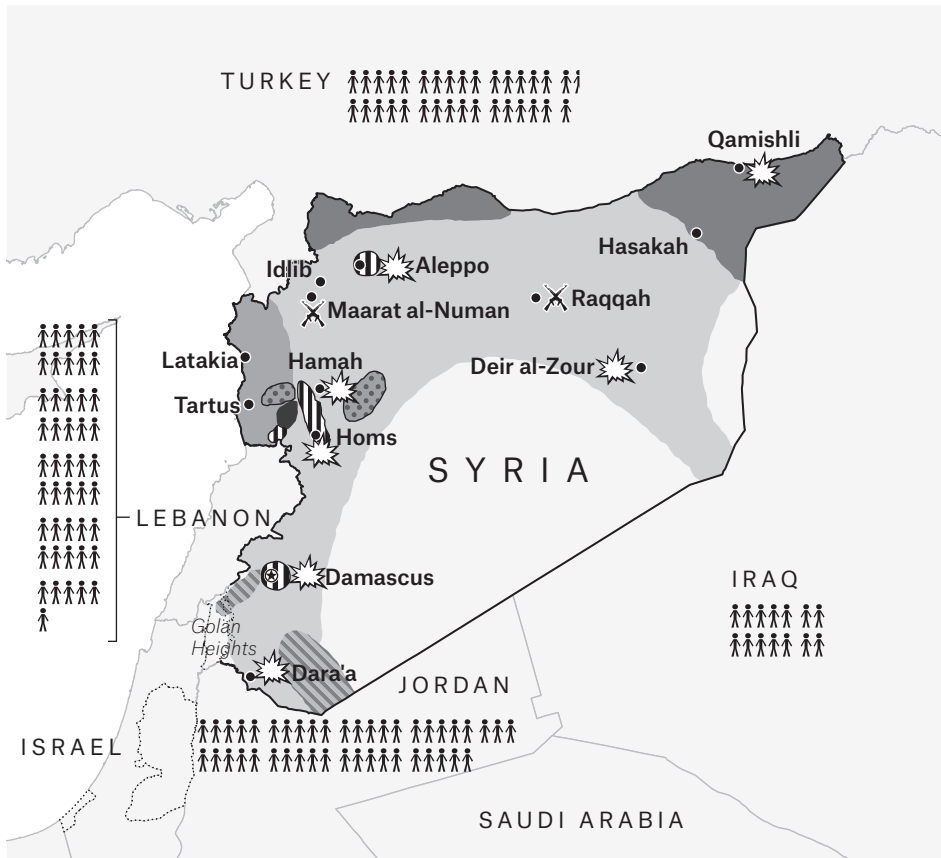 TURKEY
Qamishli
Hasakah
Idlib
Aleppo
Maarat al-Numan
Raqqah
Latakia
Hamah
Deir al-Zour
Tartus
Homs
SYRIA
LEBANON
Damascus
IRAQ
Golan
Heights
Dara'a
JORDAN
ISRAEL
SAUDI ARABIA